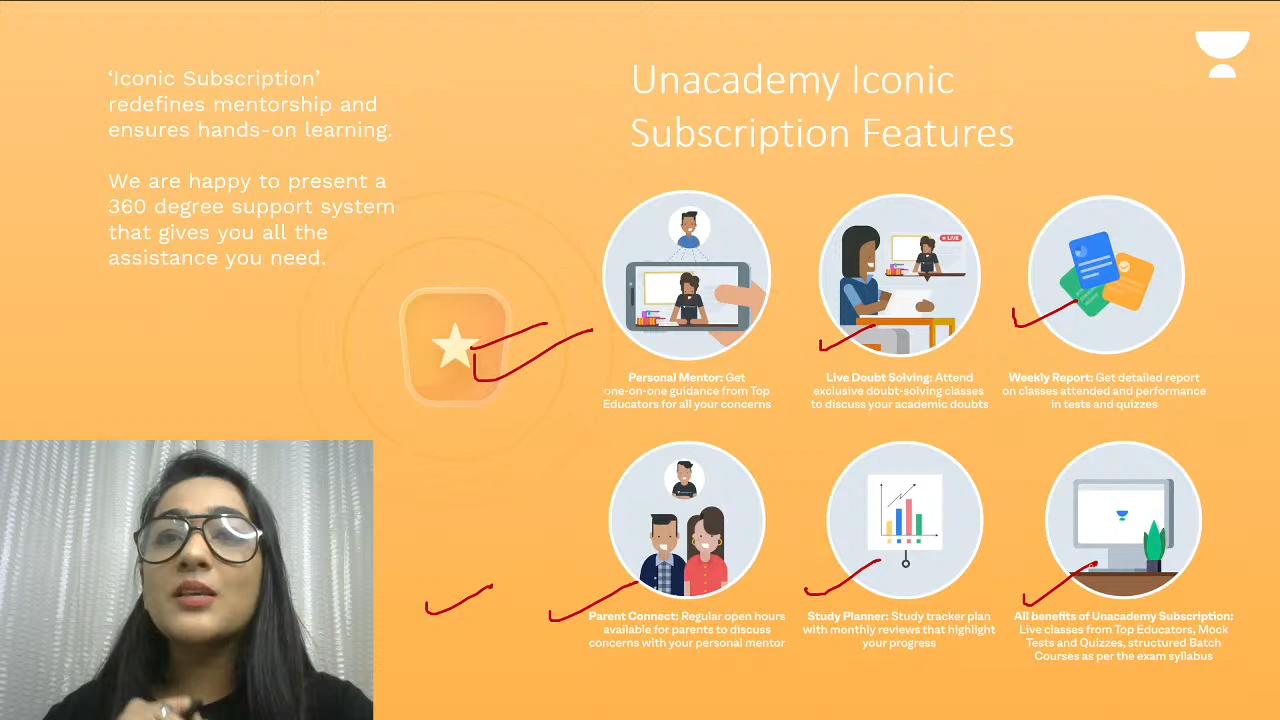 ‘Iconic Subscription’
redefines mentorship and
ensures hands-on learning.
We are happy to present a
360 degree support system
that gives you all the
assistance you need.
Unacademy Iconic
Subscription Features
LIVE
Personal Mentor: Get
one-on-one guidance from Top
Educators for all your concerns
Live Doubt Solving: Attend
exclusive doubt-solving classes
to discuss your academic doubts
Weekly Report: Get detailed report
on classes attended and performance
in tests and quizzes
Parent Connect: Regular open hours
available for parents to discuss
concerns with your personal mentor
Study Planner: Study tracker plan
with monthly reviews that highlight
your progress
All benefits of Unacademy Subscription:
Live classes from Top Educators, Mock
Tests and Quizzes, structured Batch
Courses as per the exam syllabus